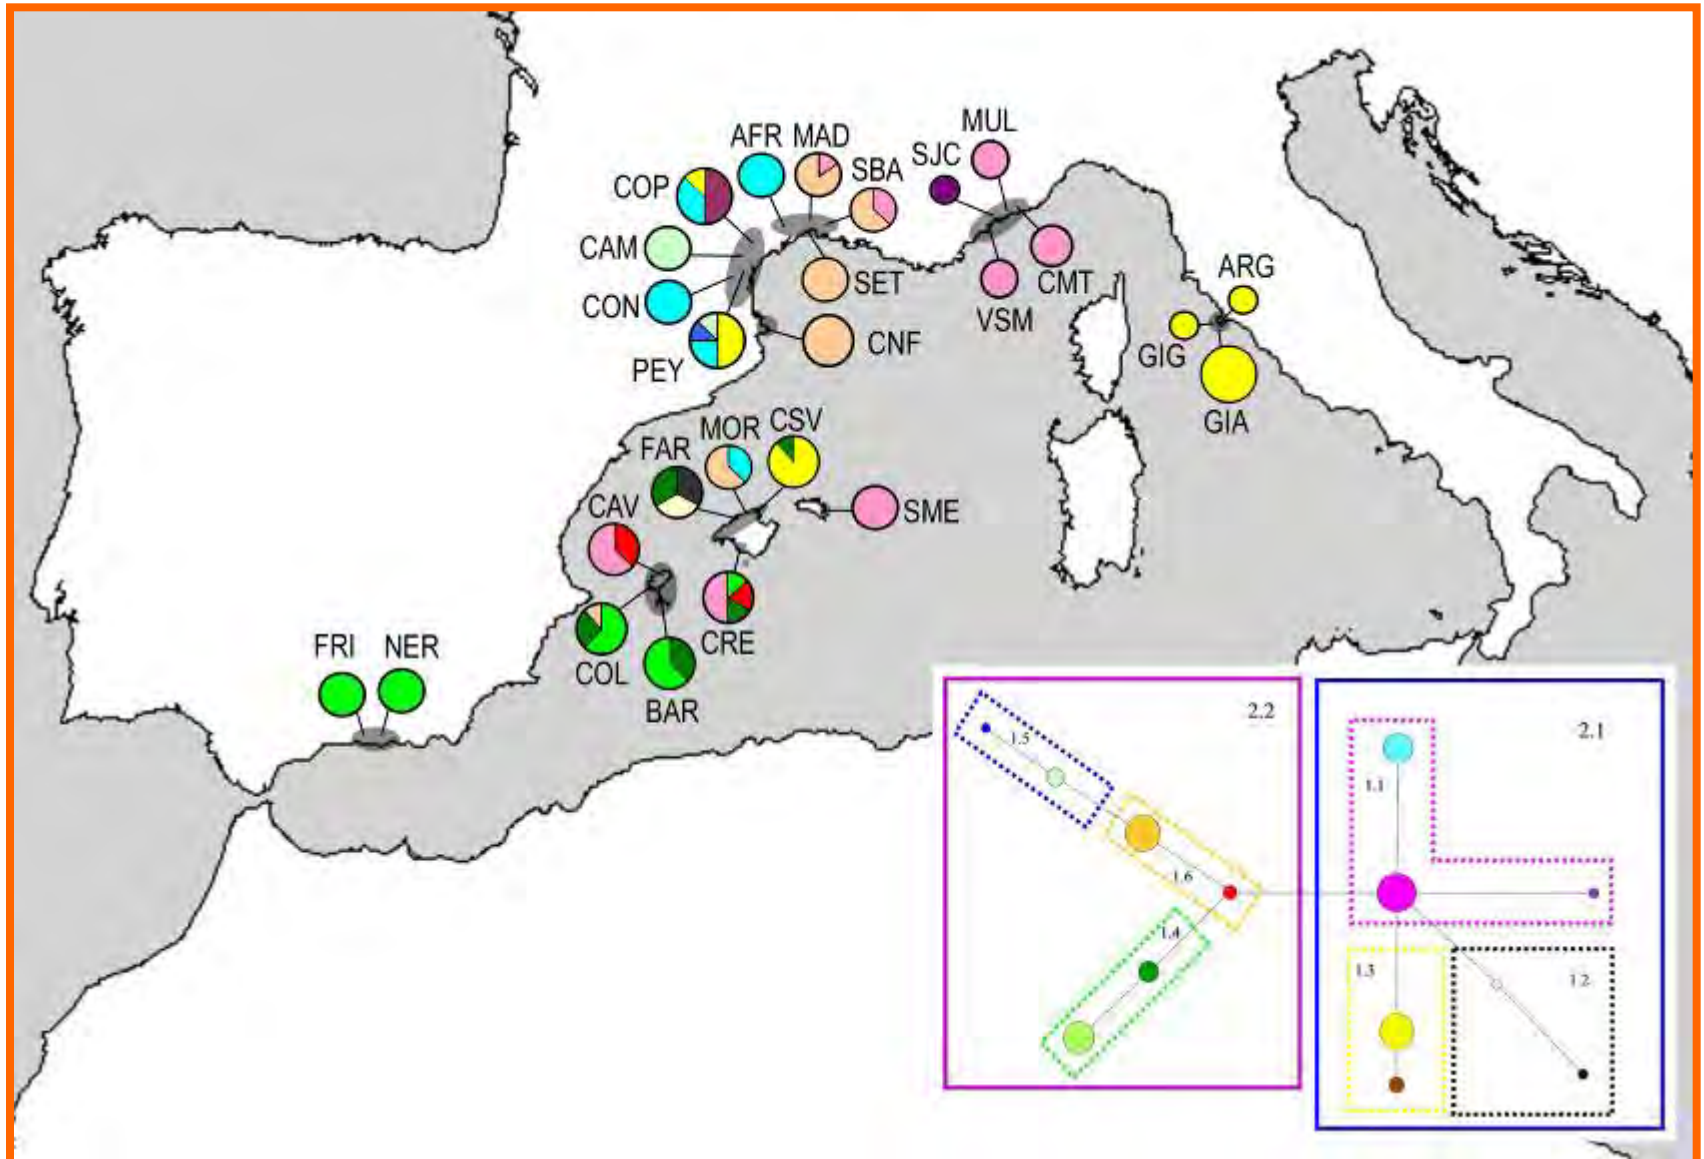 MUL
AFR MAD
SJC
SBA
COP
CAM
ARG
SET
CMT
CON
VSM
CNF
GIG
PEY
GIA
MOR CSV
FAR
CAV
SME
CRE
FRI NER
COL
BAR
2.2
2.1
1.5
1.1
1.6
1.4
1.3
1.2